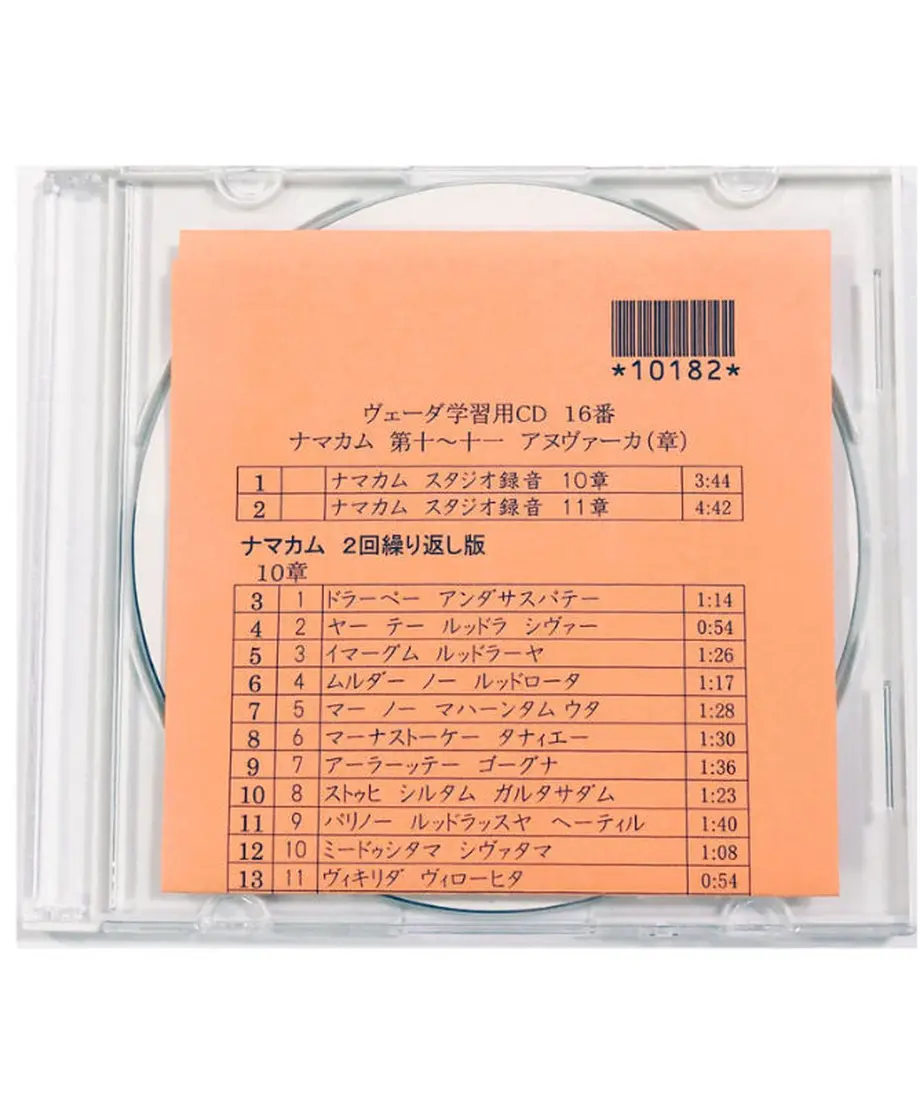 *10182*
ヴェーダ学習用CD 16番
ナマカム 第十～十一 アヌヴァーカ(章)
1 ナマカム スタジオ録音 10章 3:44
2 ナマカム スタジオ録音 11章 4:42
ナマカム 2回繰り返し版
10章
3 1 ドラーペー アンダサスパテー 1:14
4 2 ヤー テー ルッドラ シヴァー 0:54
5 3 イマーグム ルッドラーヤ 1:26
6 4 ムルダー ノー ルッドロータ 1:17
7 5 マー ノー マハーンタム ウタ 1:28
8 6 マーナストーケー タナィエー 1:30
9 7 アーラーッテー ゴーグナ 1:36
10 8 ストゥヒ シルタム ガルタサダム 1:23
11 9 パリノー ルッドラッスヤ ヘーティル 1:40
12 10 ミードゥシタマ シヴァタマ 1:08
13 11 ヴィキリダ ヴィローヒタ 0:54